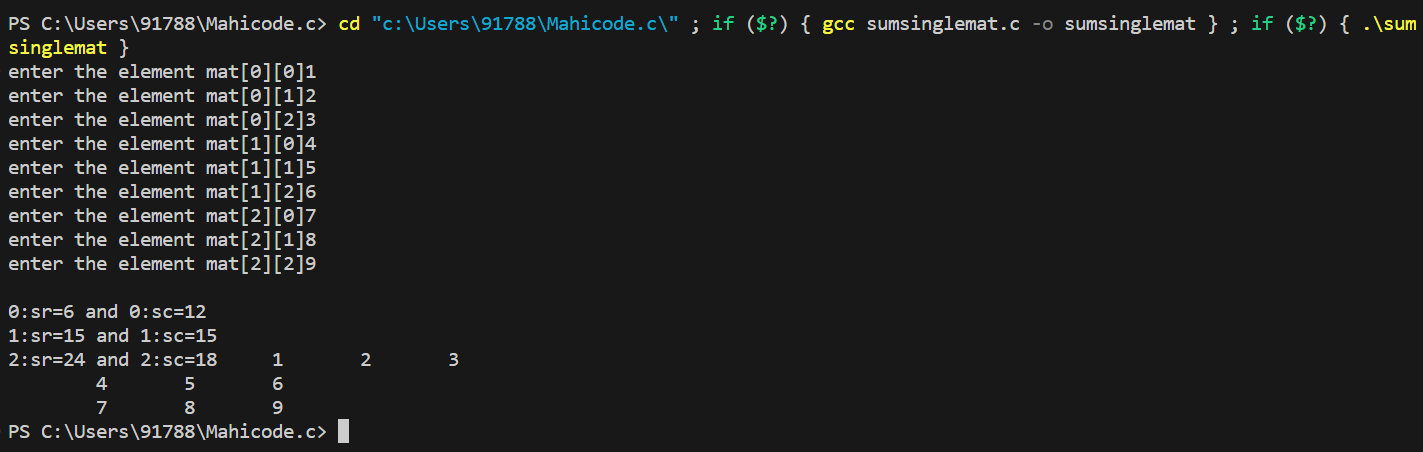 PS C:\Users\91788\Mahicode.c> cd "c:\Users\91788\Mahicode.c\" ; if ($?) { gcc sumsinglemat.c -o sumsinglemat } ; if ($?) { .\sum
singlemat }
enter the element mat[0][0]1
enter the element mat[0][1]2
enter the element mat[0][2]3
enter the element mat[1][0]4
enter the element mat[1][1]5
enter the element mat[1][2]6
enter the element mat[2][0]7
enter the element mat[2][1]8
enter the element mat[2][2]9

0:sr=6 and 0:sc=12
1:sr=15 and 1:sc=15
2:sr=24 and 2:sc=18     1       2       3
        4       5       6
        7       8       9
PS C:\Users\91788\Mahicode.c>